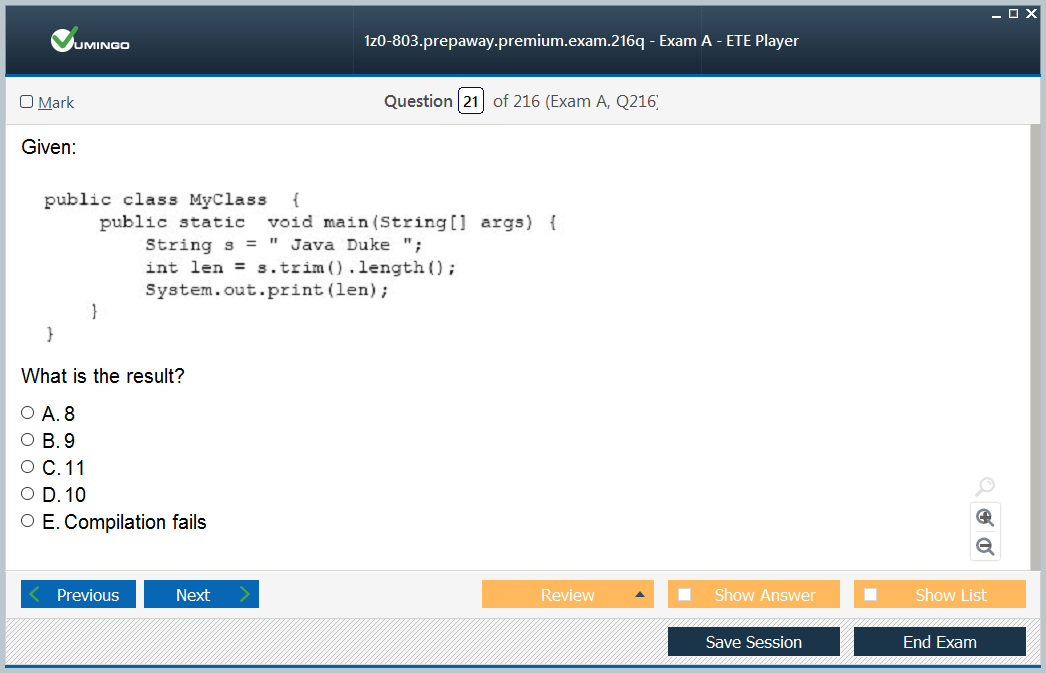 VUMINGO
1z0-803.prepaway.premium.exam.216q - Exam A - ETE Player
Mark
Question 21 of 216 (Exam A, Q216)
Given:
public class MyClass {
public static void main(String[] args) {
String s = " Java Duke ";
int len = s.trim().length();
System.out.print(len);
}
}
What is the result?
A. 8
B. 9
C. 11
D. 10
E. Compilation fails
Previous
Next
Review
Show Answer
Show List
Save Session
End Exam